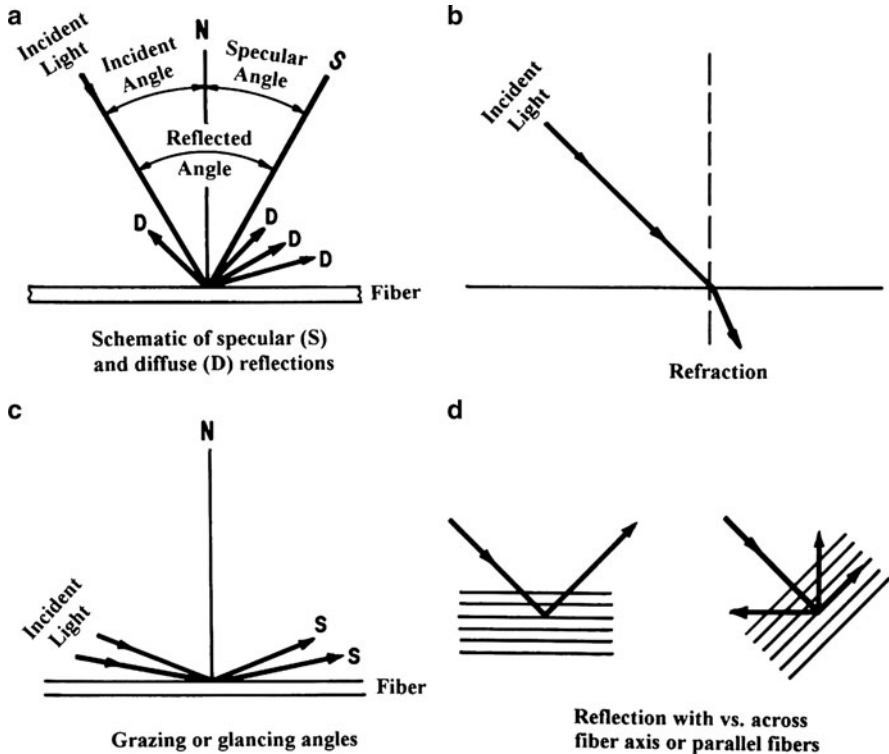 a
N
Incident
Light
Incident
Angle
Specular
Angle
S
Reflected
Angle
D
D
D
D
Fiber
Schematic of specular (S)
and diffuse (D) reflections
b
Incident
Light
Refraction
c
N
Incident
Light
S
S
Fiber
Grazing or glancing angles
d
Reflection with vs. across
fiber axis or parallel fibers